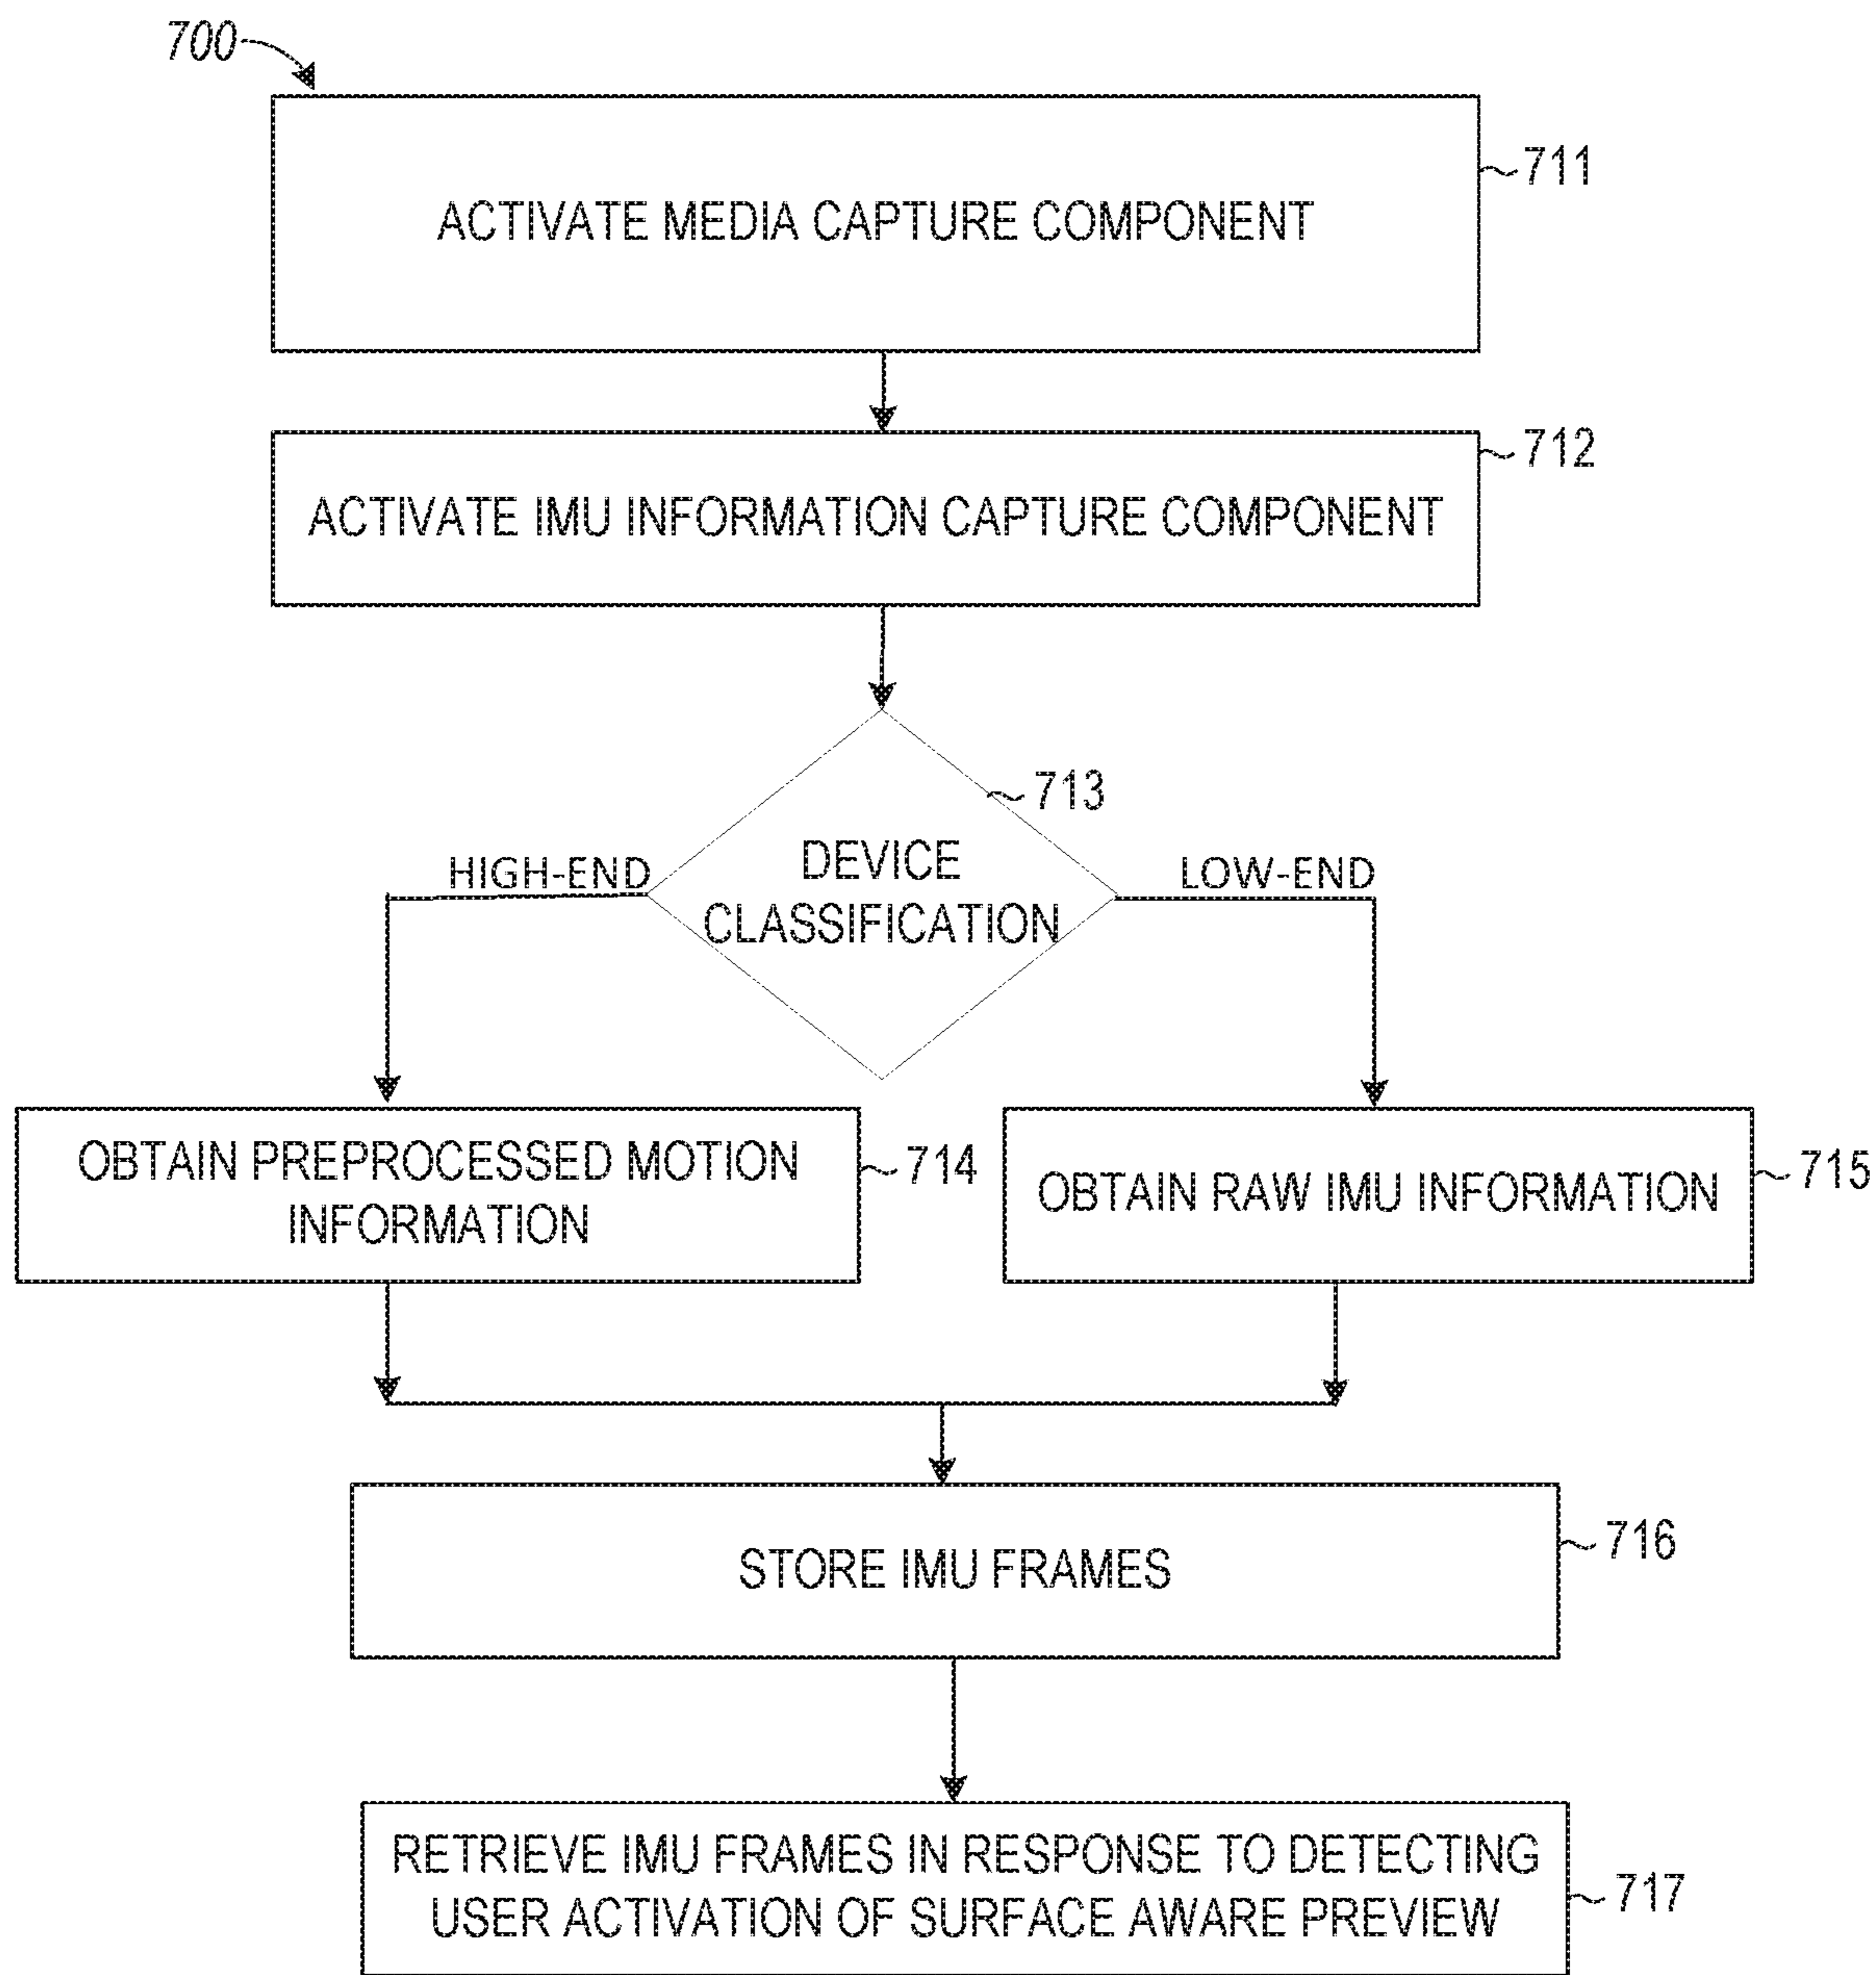 700
ACTIVATE MEDIA CAPTURE COMPONENT
711
ACTIVATE IMU INFORMATION CAPTURE COMPONENT
712
713
DEVICE
CLASSIFICATION
HIGH-END
LOW-END
OBTAIN PREPROCESSED MOTION
INFORMATION
714
OBTAIN RAW IMU INFORMATION
715
STORE IMU FRAMES
716
RETRIEVE IMU FRAMES IN RESPONSE TO DETECTING
USER ACTIVATION OF SURFACE AWARE PREVIEW
717